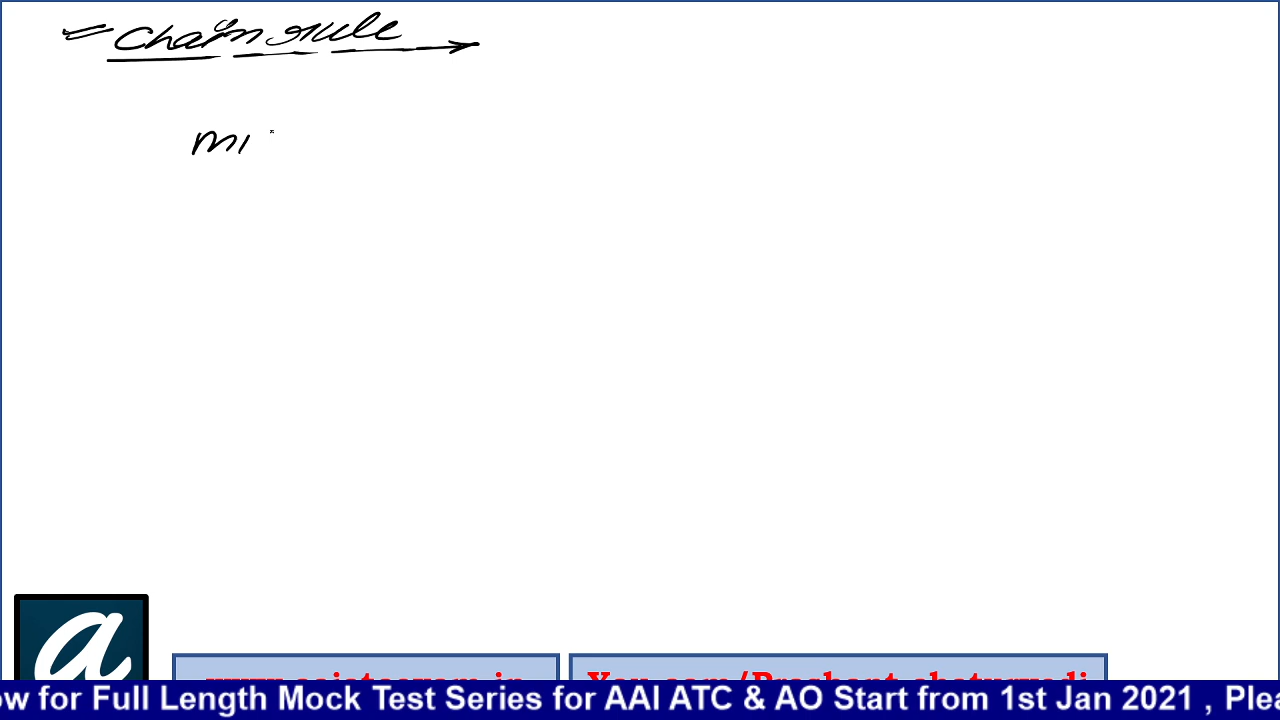 Chain rule
m1
a
ow for Full Length Mock Test Series for AAI ATC & AO Start from 1st Jan 2021 , Plea